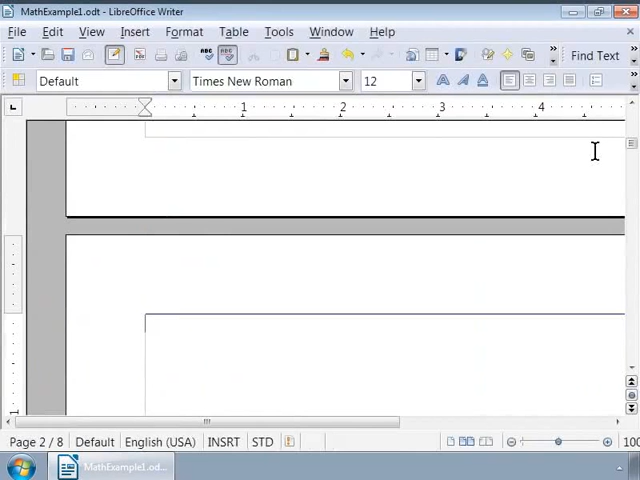 MathExample1.odt - LibreOffice Writer
File Edit View Insert Format Table Tools Window Help
Find Text
Default Times New Roman 12
1 2 3 4
Page 2 / 8 Default English (USA) INSRT STD 100
MathExample1.od...